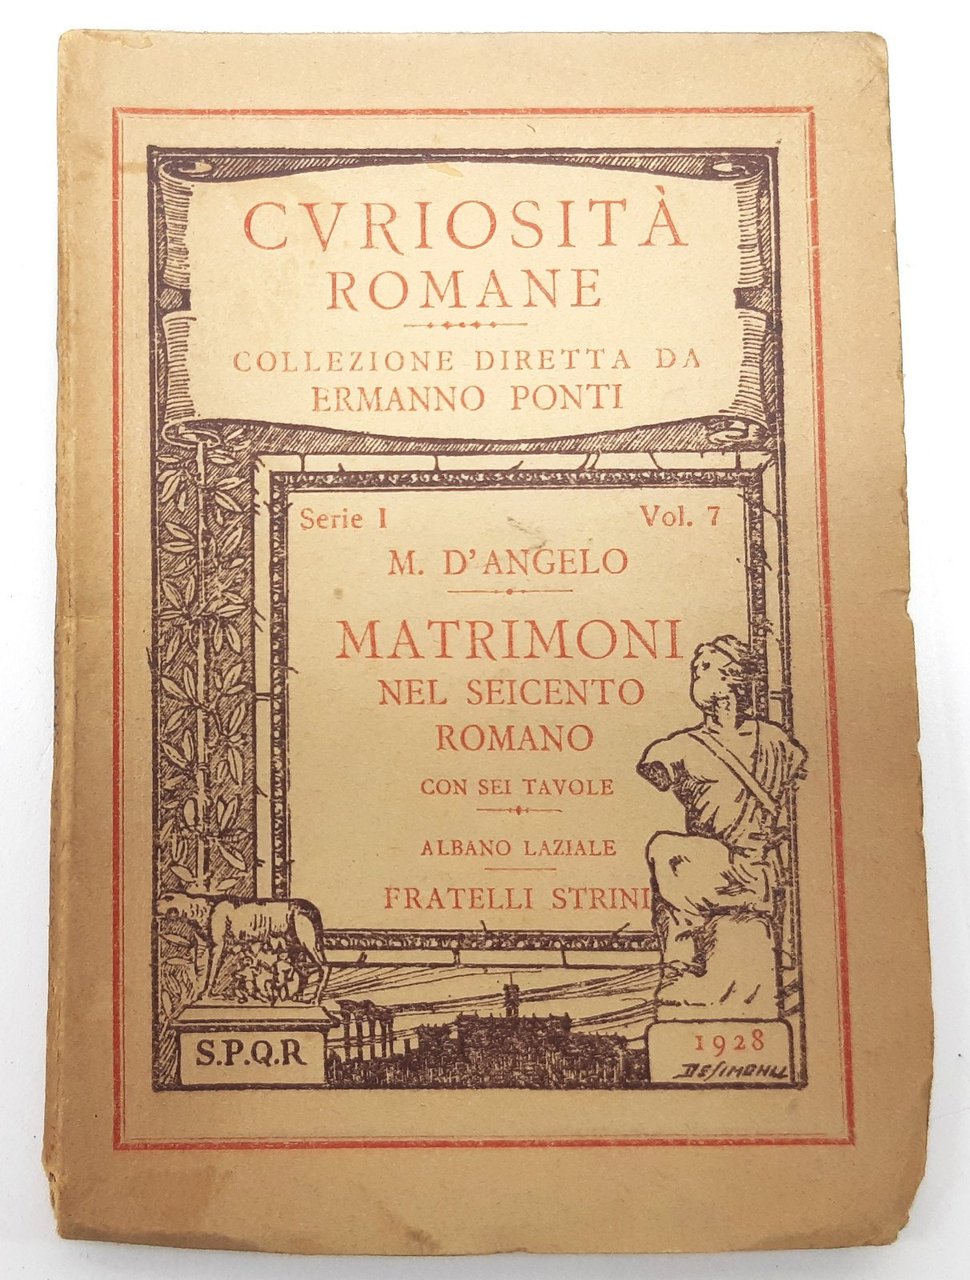 CVRIOSITÀ
ROMANE
COLLEZIONE DIRETTA DA
ERMANNO PONTI
Serie I Vol. 7
M. D'ANGELO
MATRIMONI
NEL SEICENTO
ROMANO
CON SEI TAVOLE
ALBANO LAZIALE
FRATELLI STRINI
S.P.Q.R
1928